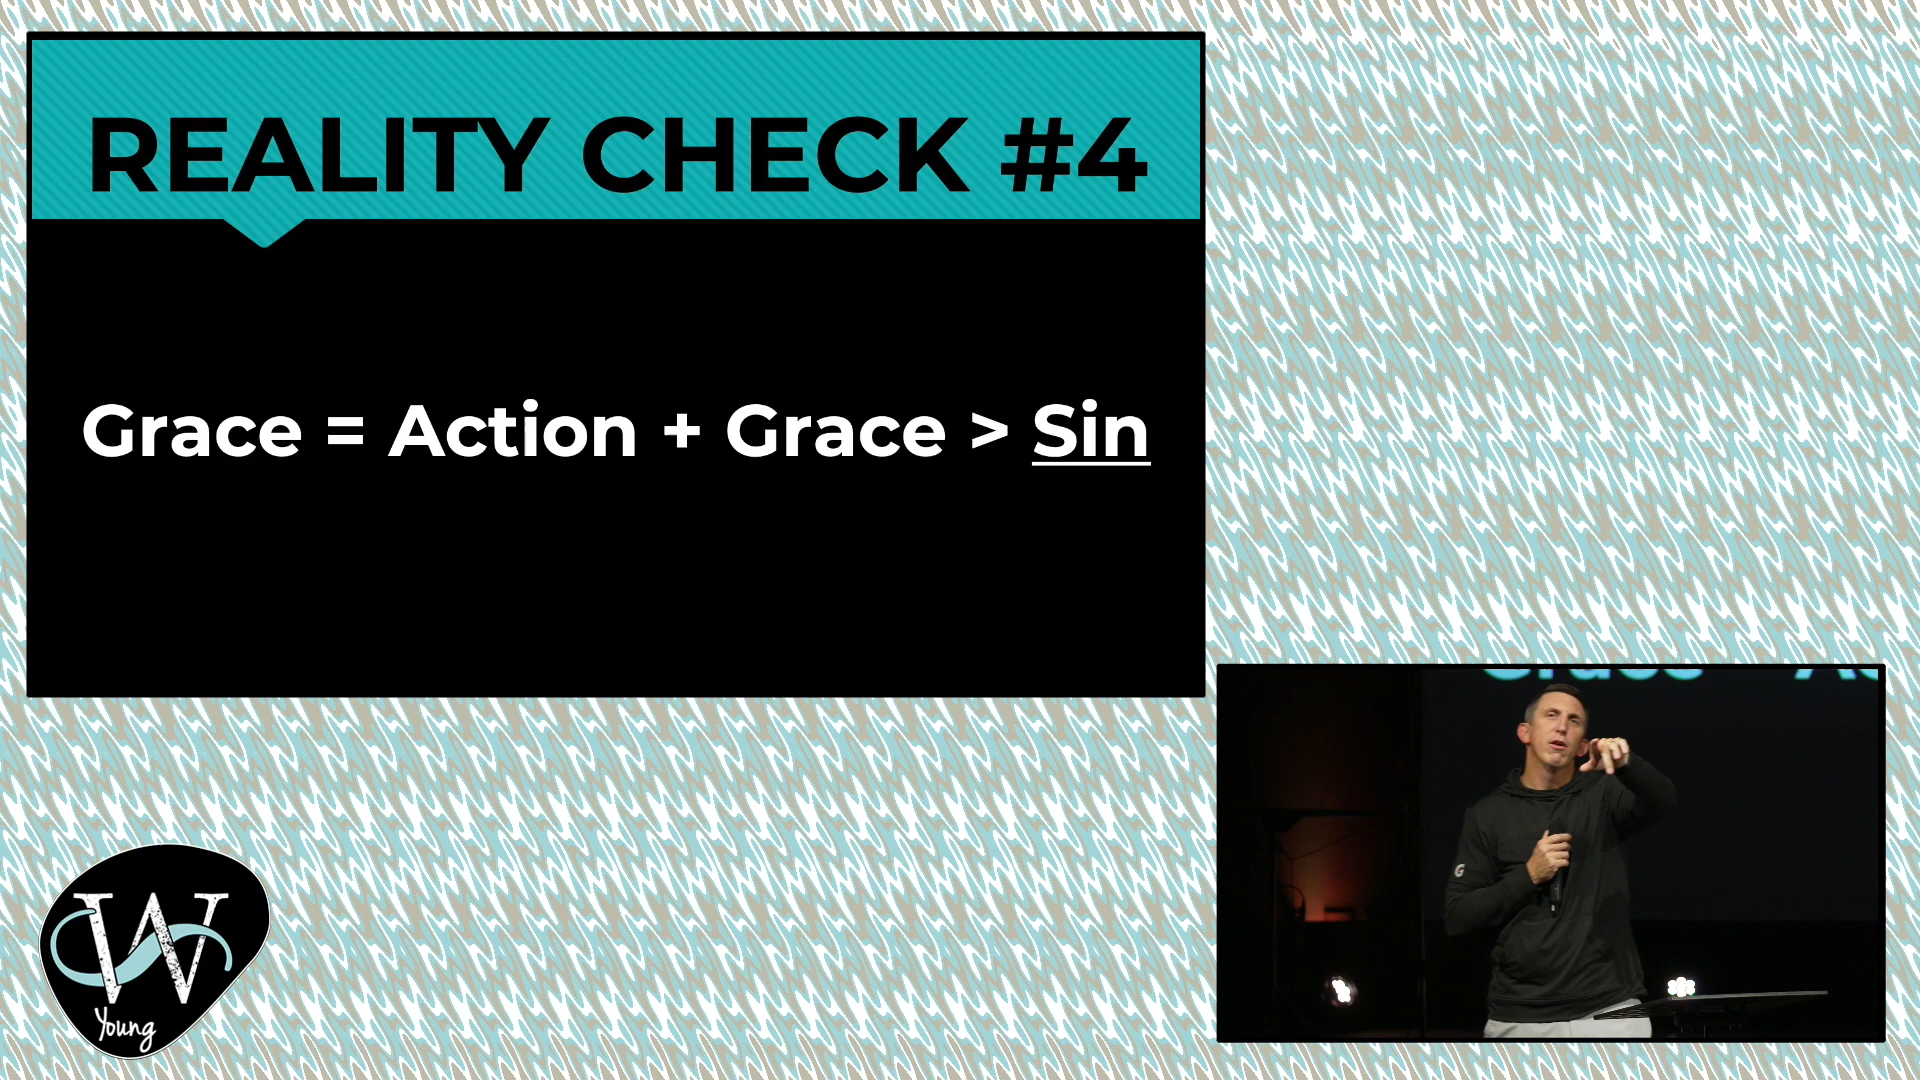 REALITY CHECK #4
Grace = Action + Grace > Sin
W
Young
G